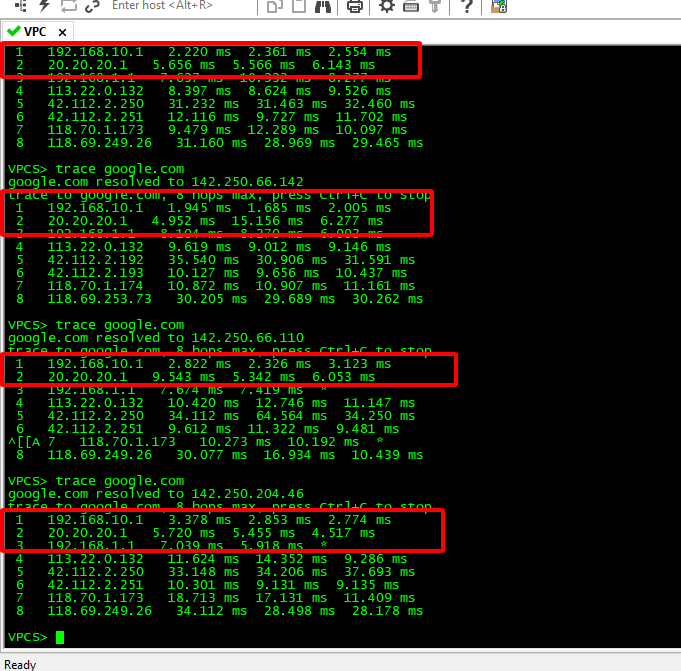 Enter host <Alt+R>
VPC
1 192.168.10.1 2.220 ms 2.361 ms 2.554 ms
2 20.20.20.1 5.656 ms 5.566 ms 6.143 ms
3 192.168.1.1 7.637 ms 10.332 ms 8.277 ms
4 113.22.0.132 8.397 ms 8.624 ms 9.526 ms
5 42.112.2.250 31.232 ms 31.463 ms 32.460 ms
6 42.112.2.251 12.116 ms 9.727 ms 11.702 ms
7 118.70.1.173 9.479 ms 12.289 ms 10.097 ms
8 118.69.249.26 31.160 ms 28.969 ms 29.465 ms
VPCS> trace google.com
google.com resolved to 142.250.66.142
trace to google.com, 8 hops max, press Ctrl+C to stop
1 192.168.10.1 1.945 ms 1.685 ms 2.005 ms
2 20.20.20.1 4.952 ms 15.156 ms 6.277 ms
3 192.168.1.1 8.104 ms 8.270 ms 6.003 ms
4 113.22.0.132 9.619 ms 9.012 ms 9.146 ms
5 42.112.2.192 35.540 ms 30.906 ms 31.591 ms
6 42.112.2.193 10.127 ms 9.656 ms 10.437 ms
7 118.70.1.174 10.872 ms 10.907 ms 11.161 ms
8 118.69.253.73 30.205 ms 29.689 ms 30.262 ms
VPCS> trace google.com
google.com resolved to 142.250.66.110
trace to google.com, 8 hops max, press Ctrl+C to stop
1 192.168.10.1 2.822 ms 2.326 ms 3.123 ms
2 20.20.20.1 9.543 ms 5.342 ms 6.053 ms
3 192.168.1.1 7.674 ms 7.419 ms *
4 113.22.0.132 10.420 ms 12.746 ms 11.147 ms
5 42.112.2.250 34.112 ms 64.564 ms 34.250 ms
6 42.112.2.251 9.612 ms 11.322 ms 9.481 ms
^[[A 7 118.70.1.173 10.273 ms 10.192 ms *
8 118.69.249.26 30.077 ms 16.934 ms 10.439 ms
VPCS> trace google.com
google.com resolved to 142.250.204.46
trace to google.com, 8 hops max, press Ctrl+C to stop
1 192.168.10.1 3.378 ms 2.853 ms 2.774 ms
2 20.20.20.1 5.720 ms 5.455 ms 4.517 ms
3 192.168.1.1 7.039 ms 5.918 ms *
4 113.22.0.132 11.624 ms 14.352 ms 9.286 ms
5 42.112.2.250 33.148 ms 34.206 ms 37.693 ms
6 42.112.2.251 10.301 ms 9.131 ms 9.135 ms
7 118.70.1.173 18.713 ms 17.131 ms 11.409 ms
8 118.69.249.26 34.112 ms 28.498 ms 28.178 ms
VPCS>
Ready